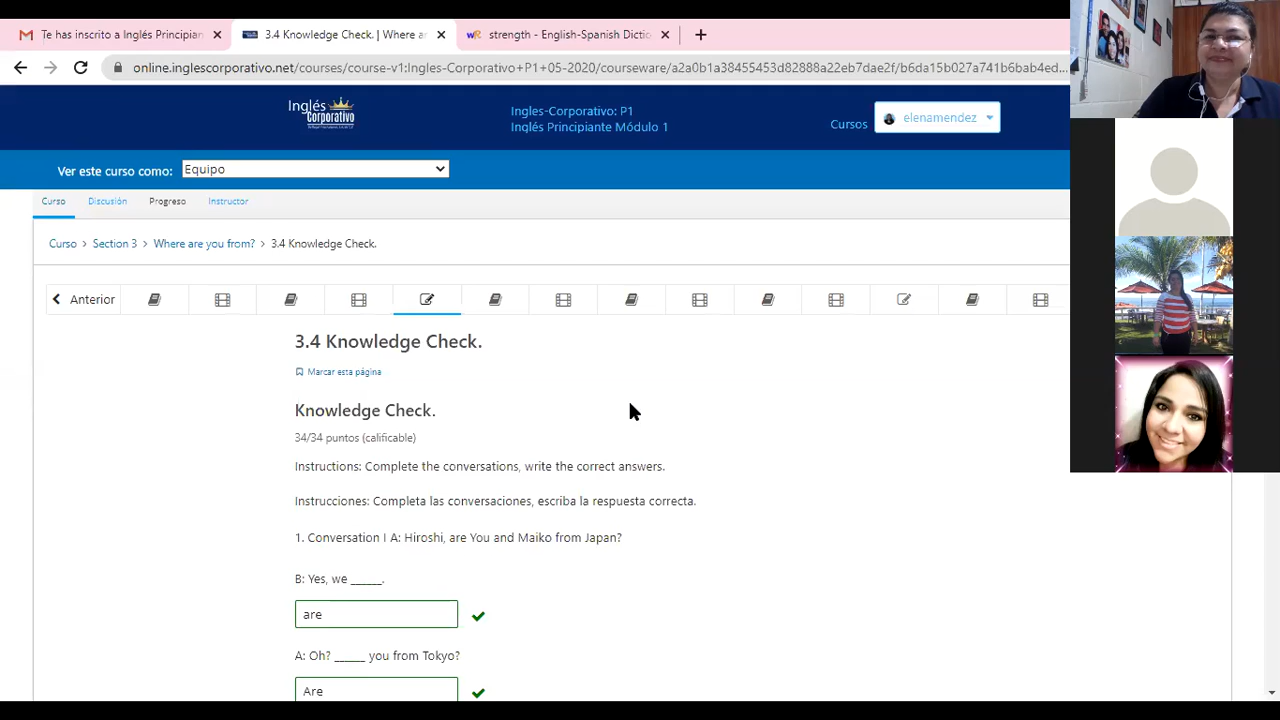 Te has inscrito a Inglés Principian
3.4 Knowledge Check. | Where a
strength - English-Spanish Dictic
online.inglescorporativo.net/courses/course-v1:Ingles-Corporativo+P1+05-2020/courseware/a2a0b1a38455453d82888a22eb7dae2f/b6da15b027a741b6bab4ed...
Inglés
Corporativo
Ingles-Corporativo: P1
Inglés Principiante Módulo 1
Cursos
elenamendez
Ver este curso como:
Equipo
Curso
Discusión
Progreso
Instructor
Curso > Section 3 > Where are you from? > 3.4 Knowledge Check.
Anterior
3.4 Knowledge Check.
Marcar esta página
Knowledge Check.
34/34 puntos (calificable)
Instructions: Complete the conversations, write the correct answers.
Instrucciones: Completa las conversaciones, escriba la respuesta correcta.
1. Conversation I A: Hiroshi, are You and Maiko from Japan?
B: Yes, we ______.
are
A: Oh? ______ you from Tokyo?
Are